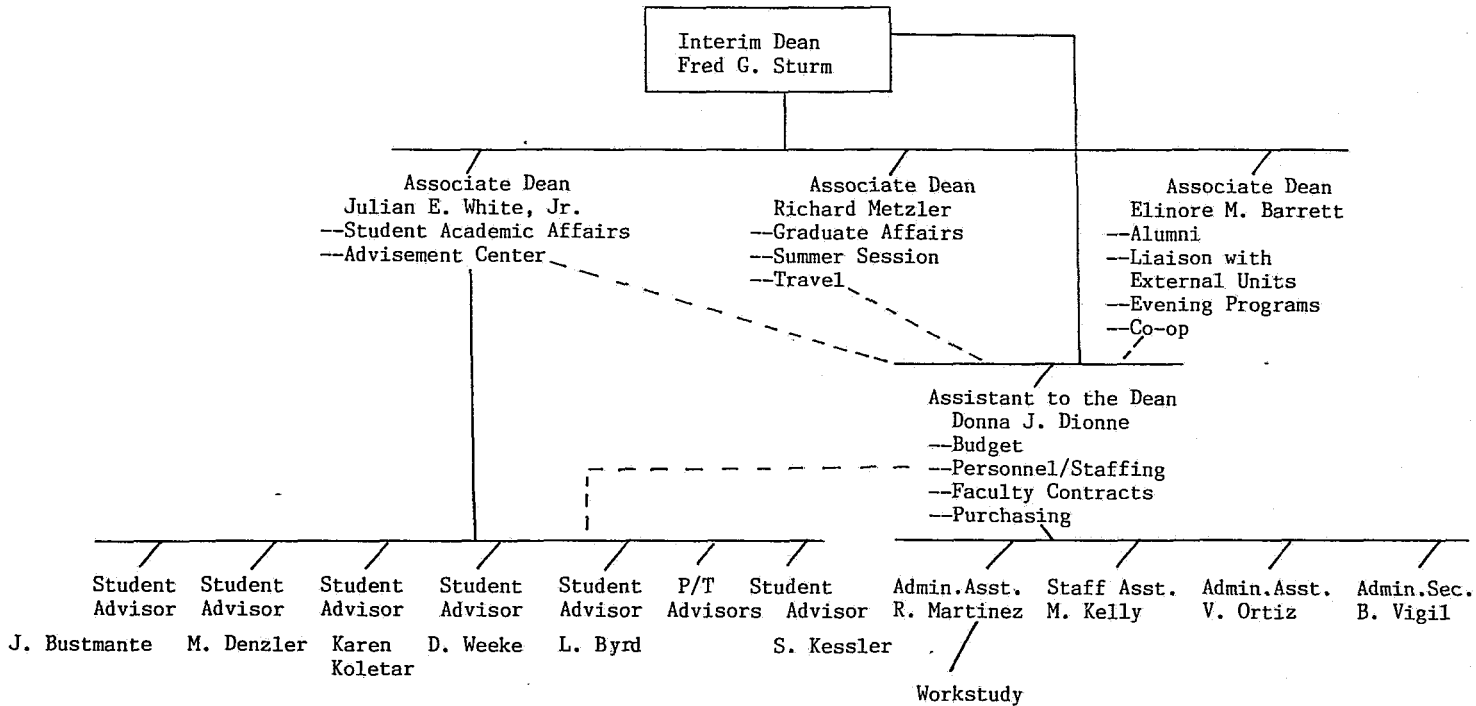 Interim Dean
Fred G. Sturm
Associate Dean
Julian E. White, Jr.
--Student Academic Affairs
--Advisement Center
Associate Dean
Richard Metzler
--Graduate Affairs
--Summer Session
--Travel
Associate Dean
Elinore M. Barrett
--Alumni
--Liaison with
External Units
--Evening Programs
--Co-op
Assistant to the Dean
Donna J. Dionne
--Budget
--Personnel/Staffing
--Faculty Contracts
--Purchasing
Student
Advisor
J. Bustmante
Student
Advisor
M. Denzler
Student
Advisor
Karen
Koletar
Student
Advisor
D. Weeke
Student
Advisor
L. Byrd
P/T
Advisors
Student
Advisor
S. Kessler
Admin.Asst.
R. Martinez
Workstudy
Staff Asst.
M. Kelly
Admin.Asst.
V. Ortiz
Admin.Sec.
B. Vigil